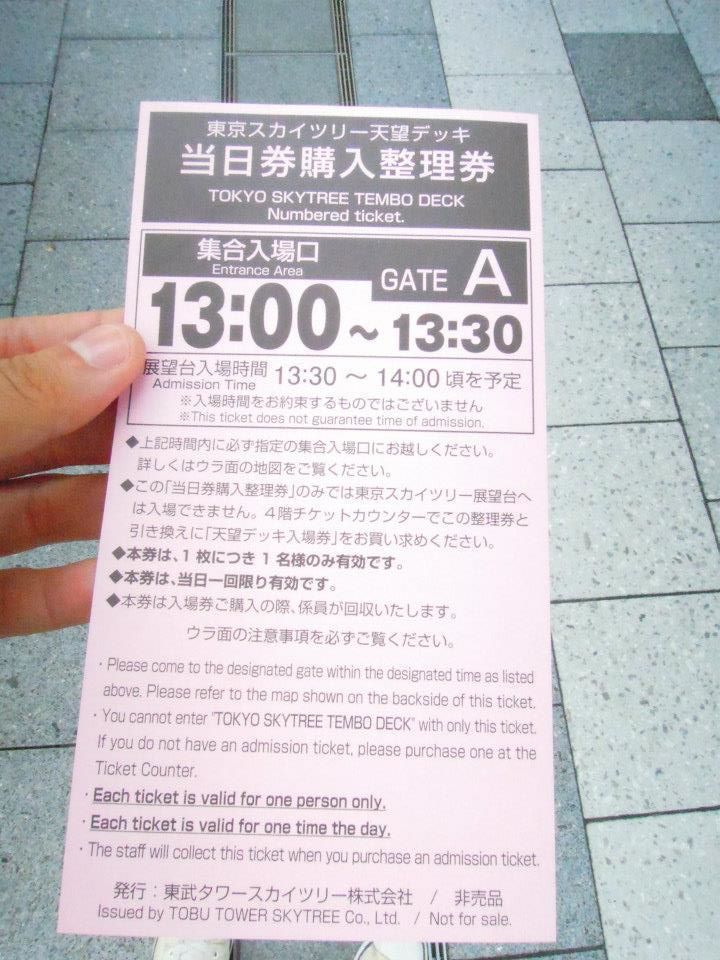 東京スカイツリー天望デッキ
当日券購入整理券
TOKYO SKYTREE TEMBO DECK
Numbered ticket.
集合入場口
Entrance Area
GATE A
13:00～13:30
展望台入場時間 13:30 ～ 14:00 頃を予定
Admission Time
※入場時間をお約束するものではございません
※This ticket does not guarantee time of admission.
◆上記時間内に必ず指定の集合入場口にお越しください。
詳しくはウラ面の地図をご覧ください。
◆この「当日券購入整理券」のみでは東京スカイツリー展望台へ
は入場できません。4階チケットカウンターでこの整理券と
引き換えに「天望デッキ入場券」をお買い求めください。
◆本券は、1枚につき1名様のみ有効です。
◆本券は、当日一回限り有効です。
◆本券は入場券ご購入の際、係員が回収いたします。
ウラ面の注意事項を必ずご覧ください。
・Please come to the designated gate within the designated time as listed
above. Please refer to the map shown on the backside of this ticket.
・You cannot enter "TOKYO SKYTREE TEMBO DECK" with only this ticket.
If you do not have an admission ticket, please purchase one at the
Ticket Counter.
・Each ticket is valid for one person only.
・Each ticket is valid for one time the day.
・The staff will collect this ticket when you purchase an admission ticket.
発行：東武タワースカイツリー株式会社 / 非売品
Issued by TOBU TOWER SKYTREE Co., Ltd. / Not for sale.